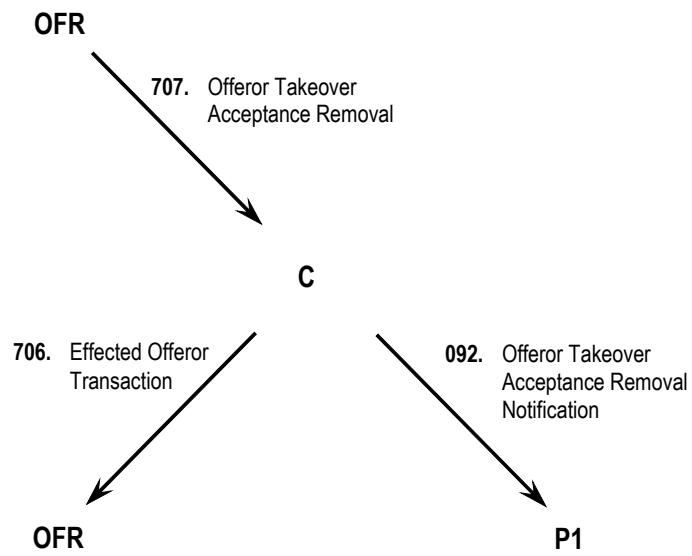 OFR
707. Offeror Takeover
Acceptance Removal
C
706. Effected Offeror
Transaction
092. Offeror Takeover
Acceptance Removal
Notification
OFR
P1